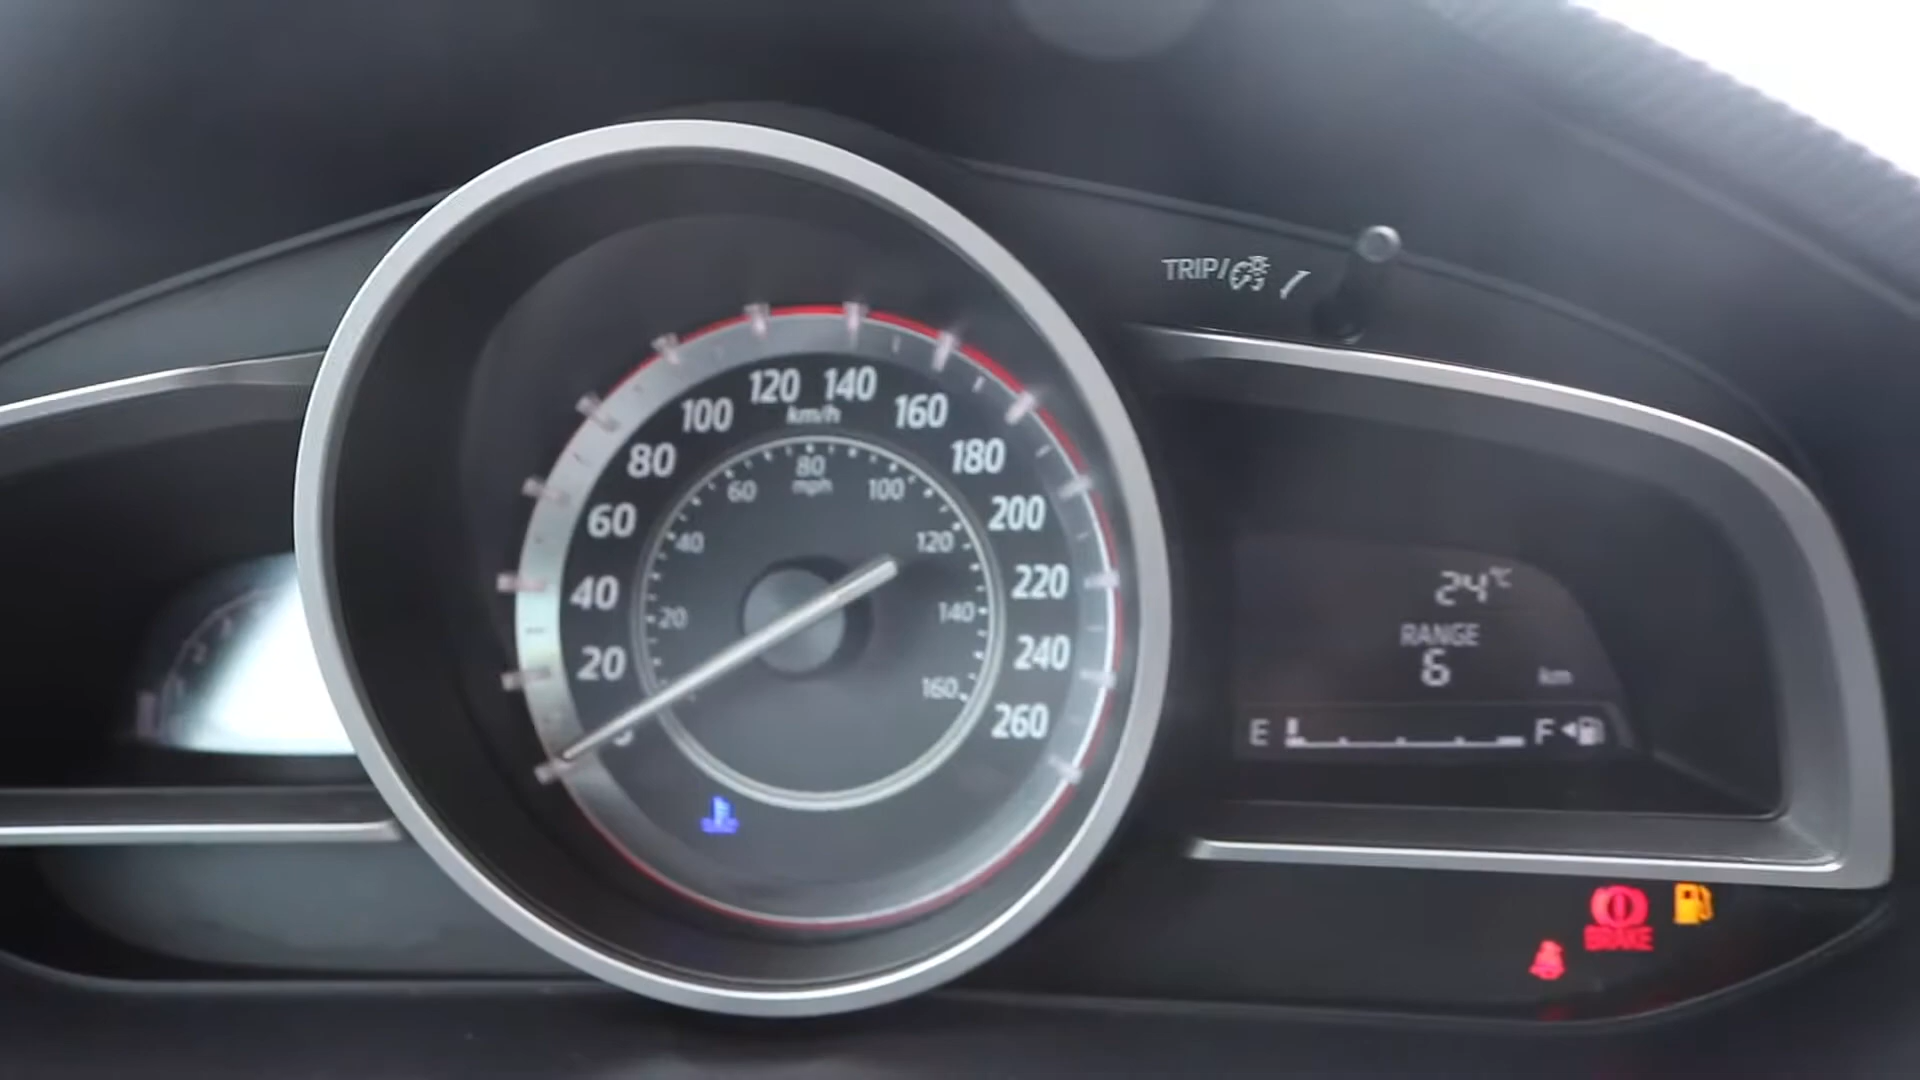 TRIP/
120 140
100 km/h 160
80 180
60 200
40 220
20 240
260
80
60 mph 100
40 120
20 140
160
24°C
RANGE
6 km
E F
BRAKE